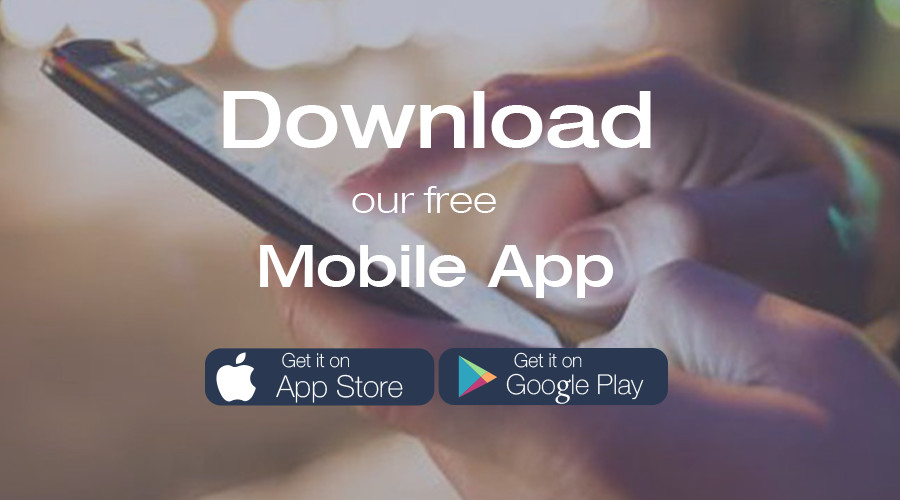 Download
our free
Mobile App
Get it on
App Store
Get it on
Google Play